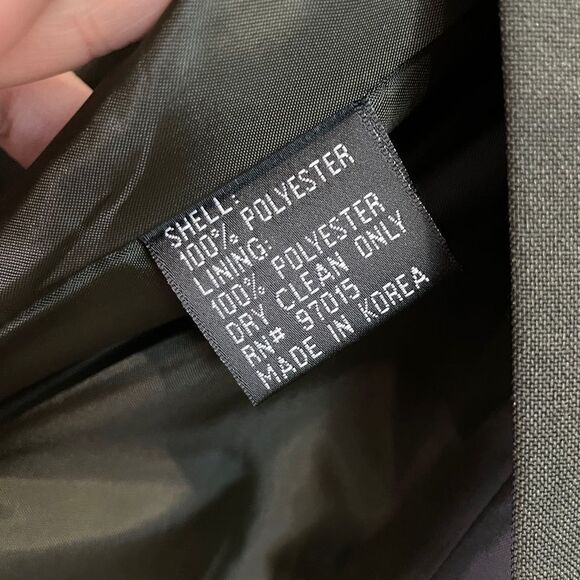 SHELL:
100% POLYESTER
LINING:
100% POLYESTER
DRY CLEAN ONLY
RN# 97015
MADE IN KOREA